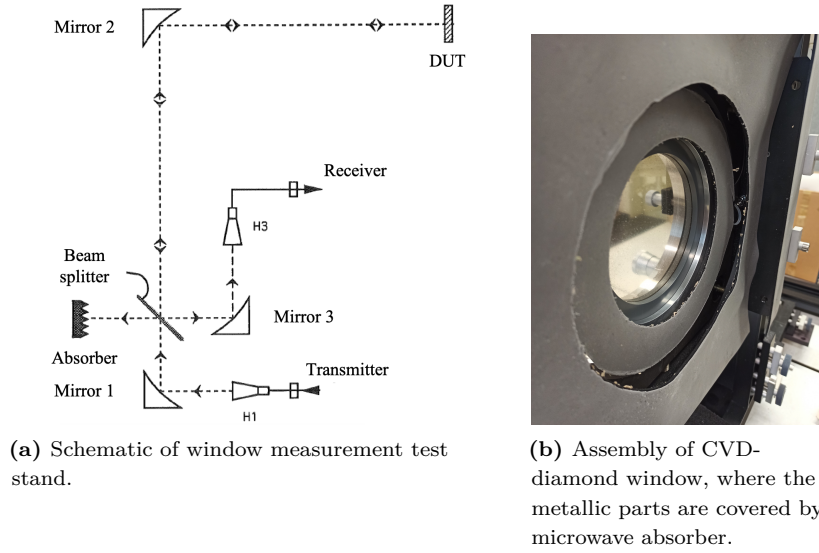 Mirror 2
DUT
Receiver
H3
Beam
splitter
Mirror 3
Absorber
Transmitter
Mirror 1
H1
(a) Schematic of window measurement test
stand.
(b) Assembly of CVD-
diamond window, where the
metallic parts are covered by
microwave absorber.